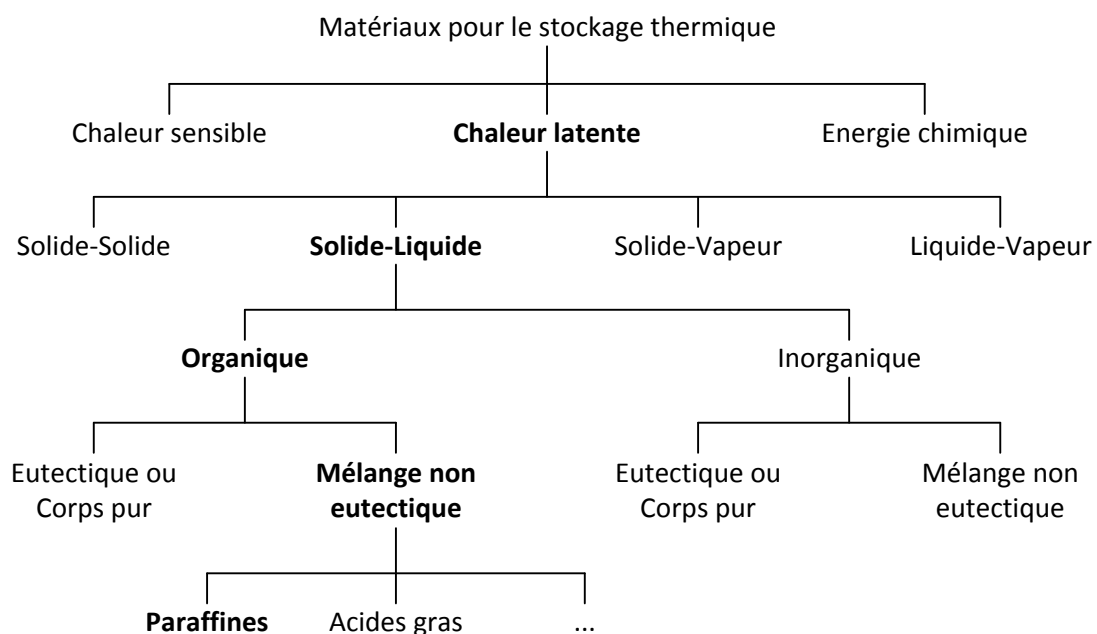 Matériaux pour le stockage thermique
Chaleur sensible
Chaleur latente
Energie chimique
Solide-Solide
Solide-Liquide
Solide-Vapeur
Liquide-Vapeur
Organique
Inorganique
Eutectique ou
Corps pur
Mélange non
eutectique
Eutectique ou
Corps pur
Mélange non
eutectique
Paraffines
Acides gras
...